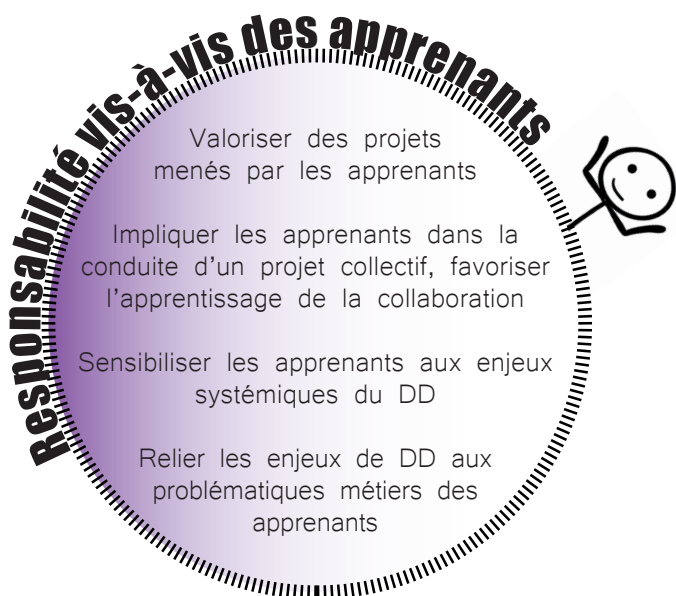 Responsabilité vis-à-vis des apprenants
Valoriser des projets
menés par les apprenants
Impliquer les apprenants dans la
conduite d'un projet collectif, favoriser
l'apprentissage de la collaboration
Sensibiliser les apprenants aux enjeux
systémiques du DD
Relier les enjeux de DD aux
problématiques métiers des
apprenants